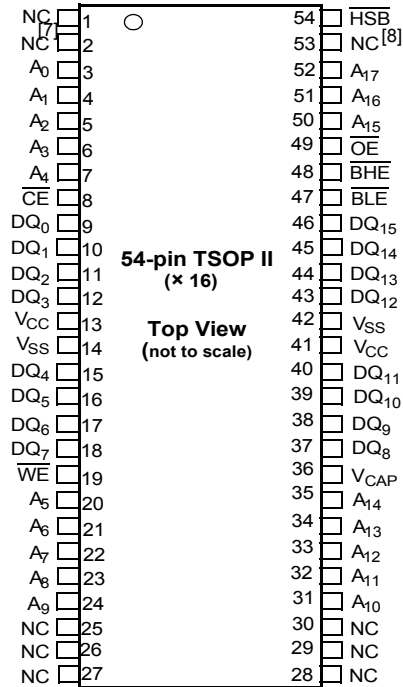 NC 1 54 HSB
[7]
NC 2 53 NC[8]
A0 3 52 A17
A1 4 51 A16
A2 5 50 A15
A3 6 49 OE
A4 7 48 BHE
CE 8 47 BLE
DQ0 9 46 DQ15
DQ1 10 45 DQ14
54-pin TSOP II
DQ2 11 44 DQ13
(× 16)
DQ3 12 43 DQ12
VCC 13 42 VSS
Top View
VSS 14 41 VCC
(not to scale)
DQ4 15 40 DQ11
DQ5 16 39 DQ10
DQ6 17 38 DQ9
DQ7 18 37 DQ8
WE 19 36 VCAP
A5 20 35 A14
A6 21 34 A13
A7 22 33 A12
A8 23 32 A11
A9 24 31 A10
NC 25 30 NC
NC 26 29 NC
NC 27 28 NC